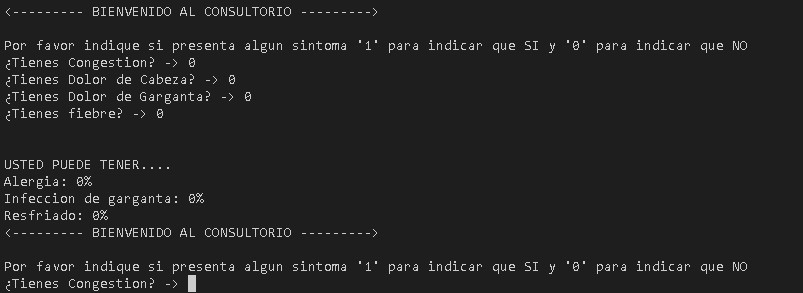 <--------- BIENVENIDO AL CONSULTORIO --------->
Por favor indique si presenta algun sintoma '1' para indicar que SI y '0' para indicar que NO
¿Tienes Congestion? -> 0
¿Tienes Dolor de Cabeza? -> 0
¿Tienes Dolor de Garganta? -> 0
¿Tienes fiebre? -> 0
USTED PUEDE TENER....
Alergia: 0%
Infeccion de garganta: 0%
Resfriado: 0%
<--------- BIENVENIDO AL CONSULTORIO --------->
Por favor indique si presenta algun sintoma '1' para indicar que SI y '0' para indicar que NO
¿Tienes Congestion? ->